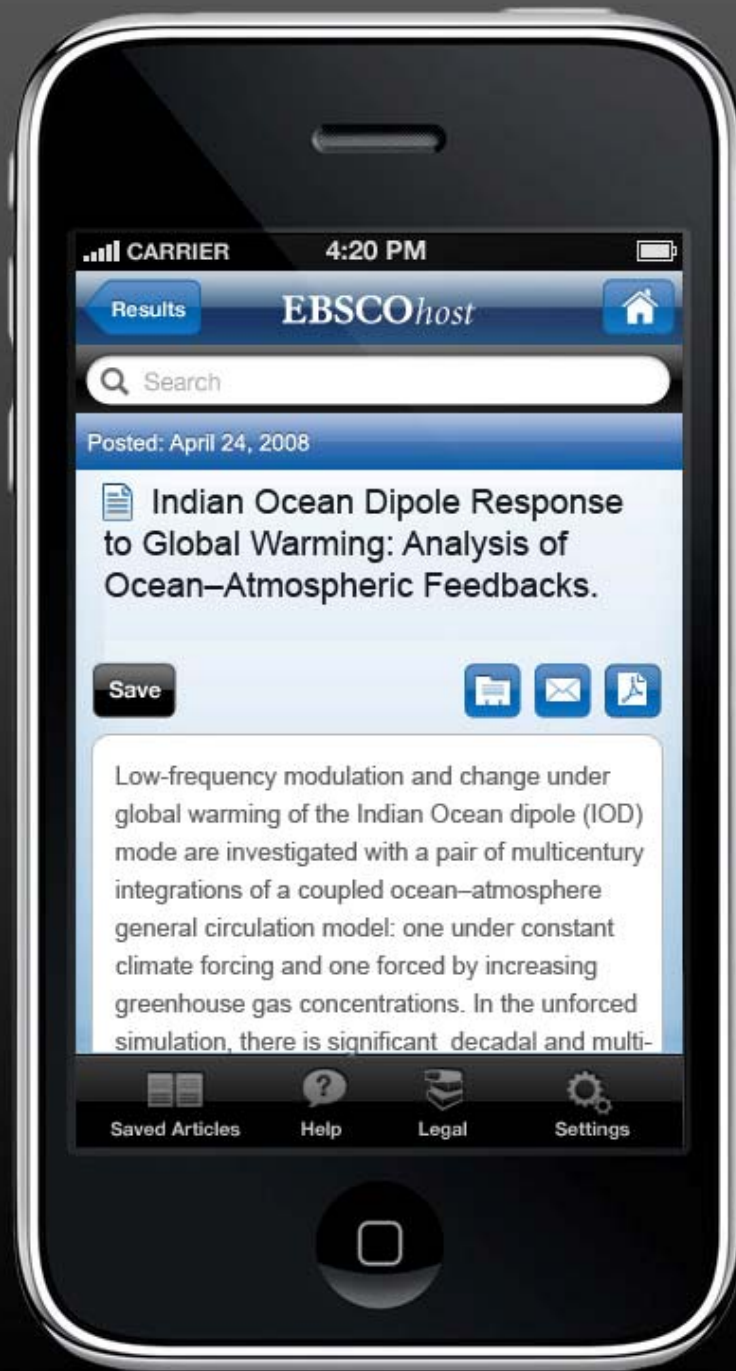 CARRIER 4:20 PM
Results EBSCOhost
Search
Posted: April 24, 2008
Indian Ocean Dipole Response
to Global Warming: Analysis of
Ocean–Atmospheric Feedbacks.
Save
Low-frequency modulation and change under
global warming of the Indian Ocean dipole (IOD)
mode are investigated with a pair of multicentury
integrations of a coupled ocean–atmosphere
general circulation model: one under constant
climate forcing and one forced by increasing
greenhouse gas concentrations. In the unforced
simulation, there is significant decadal and multi-
Saved Articles Help Legal Settings